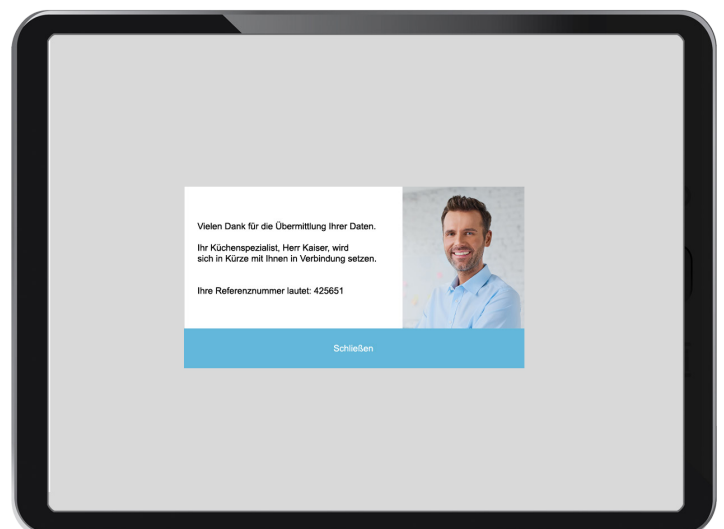 Vielen Dank für die Übermittlung Ihrer Daten.
Ihr Küchenspezialist, Herr Kaiser, wird
sich in Kürze mit Ihnen in Verbindung setzen.
Ihre Referenznummer lautet: 425651
Schließen